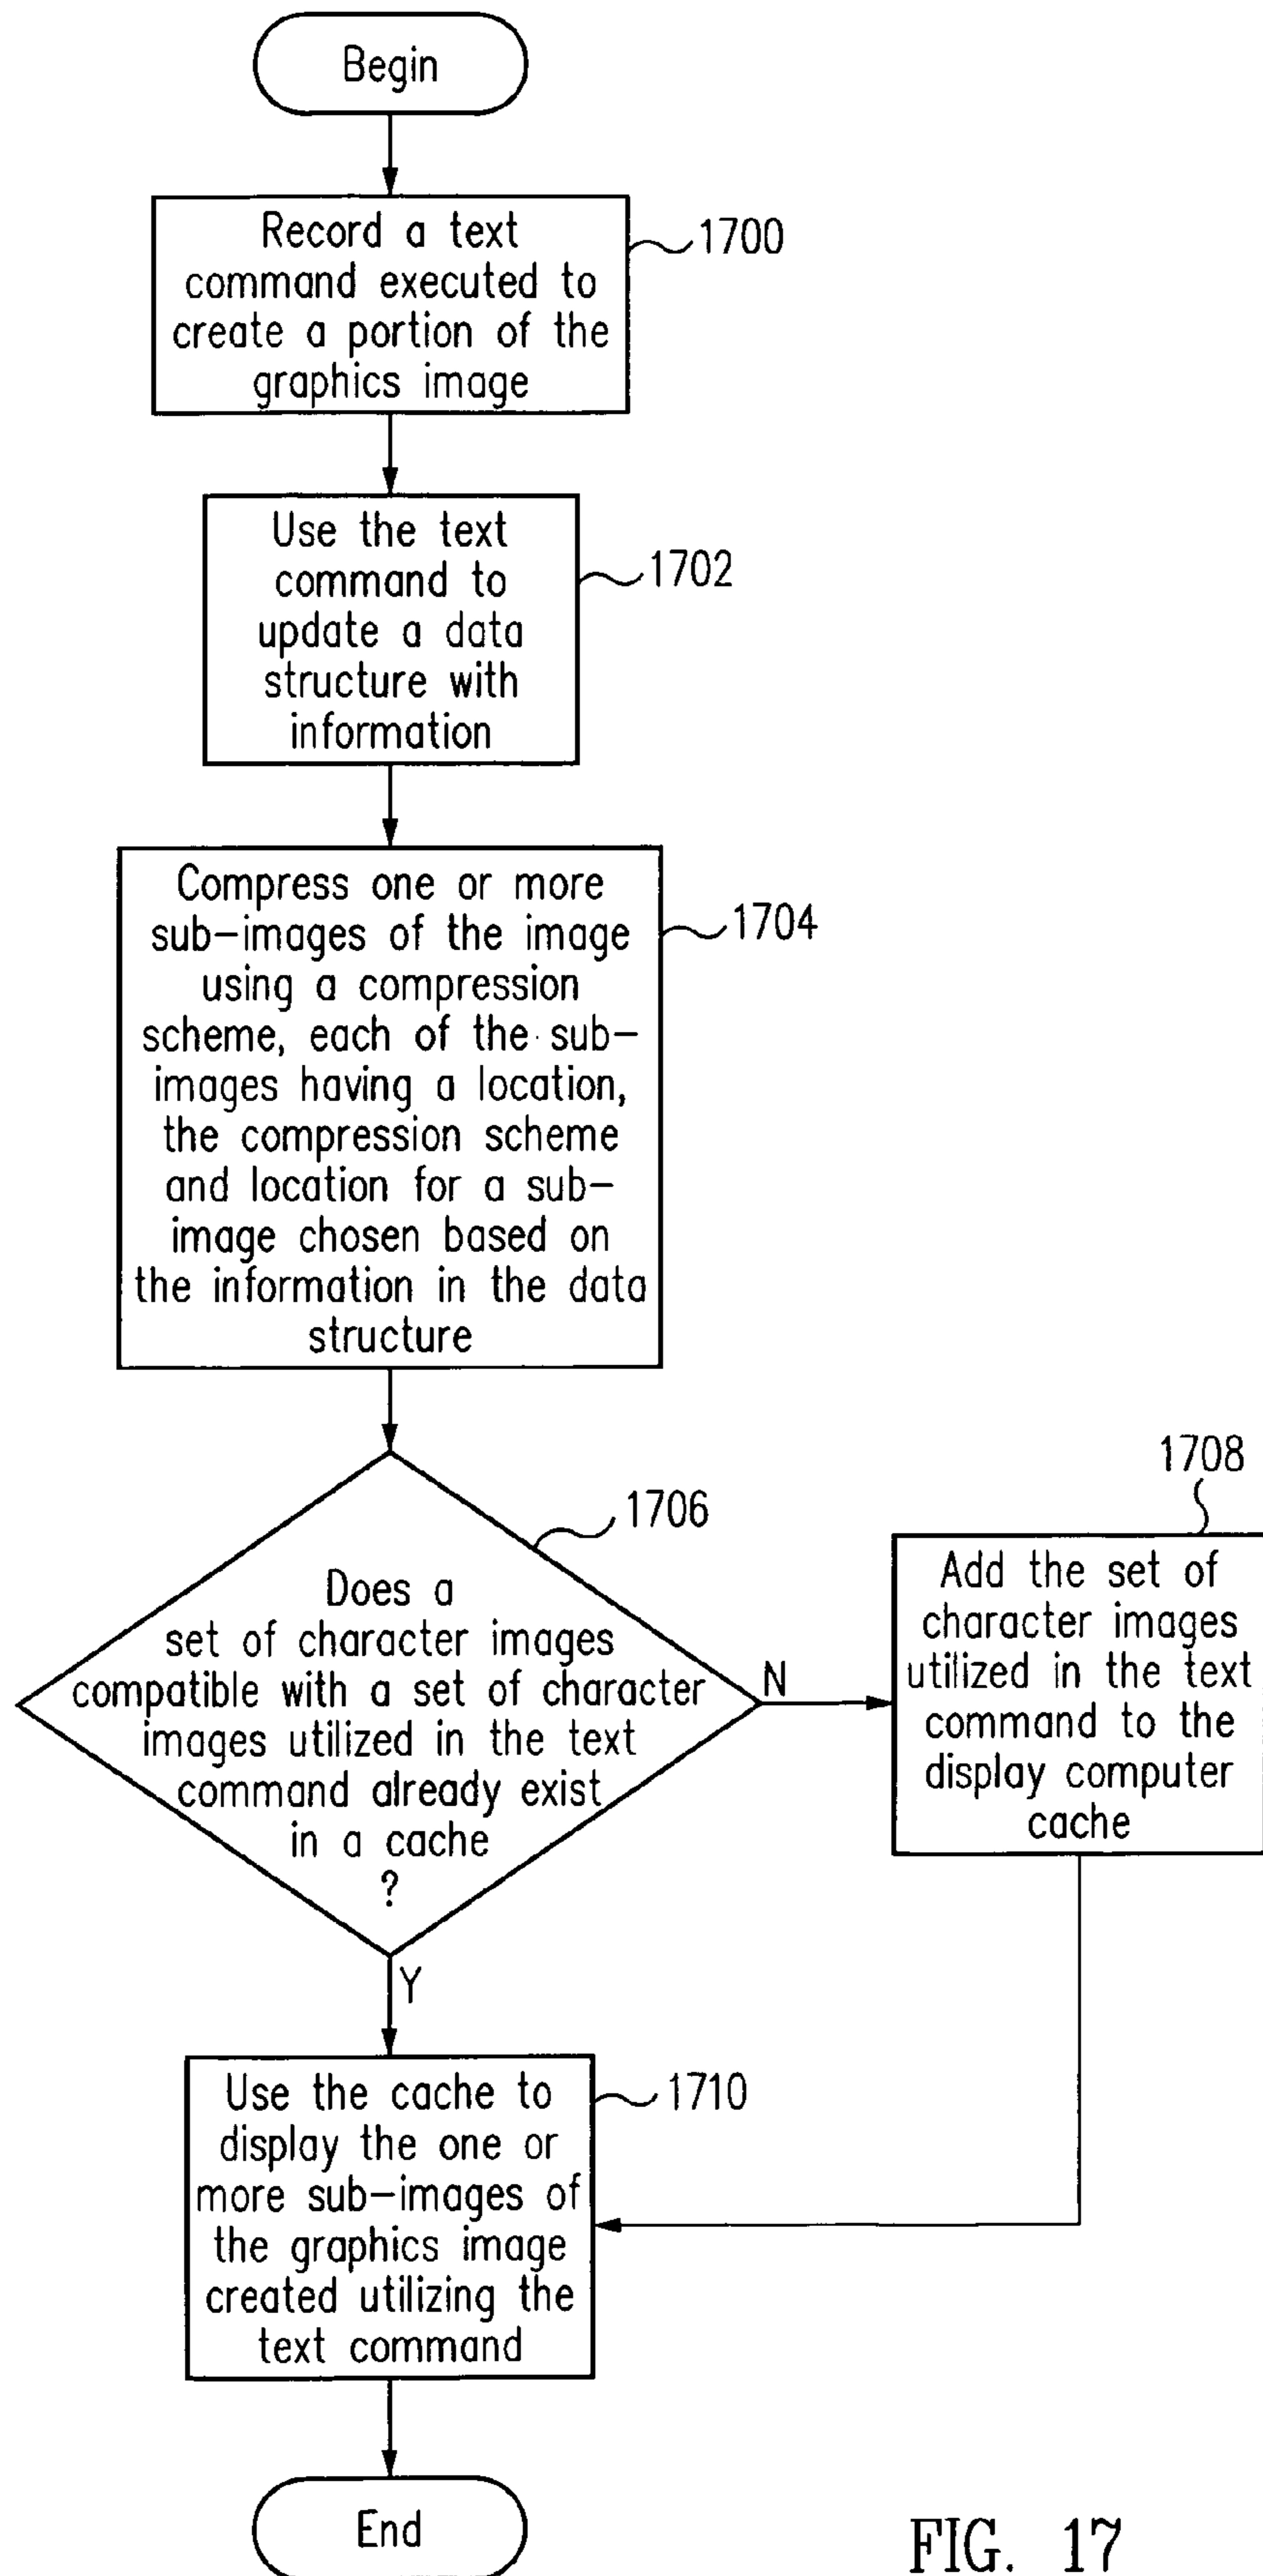 Begin
Record a text
command executed to
create a portion of the
graphics image
1700
Use the text
command to
update a data
structure with
information
1702
Compress one or more
sub-images of the image
using a compression
scheme, each of the sub-
images having a location,
the compression scheme
and location for a sub-
image chosen based on
the information in the data
structure
1704
Does a
set of character images
compatible with a set of character
images utilized in the text
command already exist
in a cache
?
1706
N
Y
1708
Add the set of
character images
utilized in the text
command to the
display computer
cache
Use the cache to
display the one or
more sub-images of
the graphics image
created utilizing the
text command
1710
End
FIG. 17